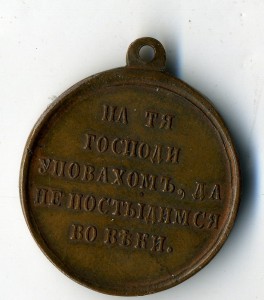 НА ТЯ
ГОСПОДИ
УПОВАХОМЪ, ДА
НЕ ПОСТЫДИМСЯ
ВО ВѢКИ.